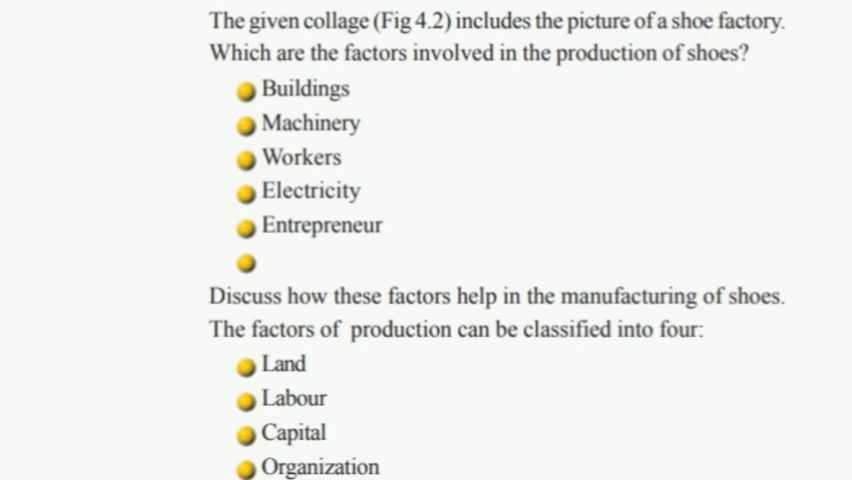 The given collage (Fig 4.2) includes the picture of a shoe factory.
Which are the factors involved in the production of shoes?
Buildings
Machinery
Workers
Electricity
Entrepreneur
Discuss how these factors help in the manufacturing of shoes.
The factors of production can be classified into four:
Land
Labour
Capital
Organization